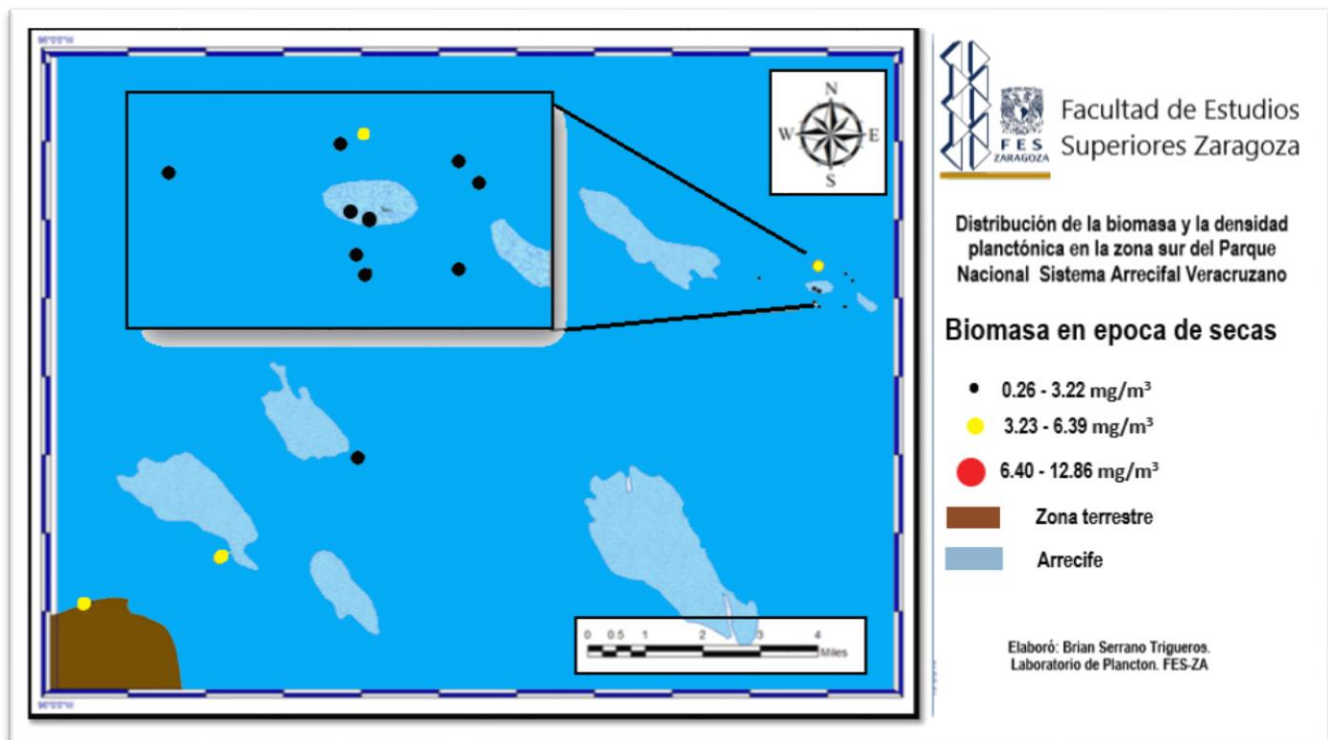 N
W
E
S
0 0.5 1 2 3 4
Miles
FES
ZARAGOZA
Facultad de Estudios
Superiores Zaragoza
Distribución de la biomasa y la densidad
planctónica en la zona sur del Parque
Nacional Sistema Arrecifal Veracruzano
Biomasa en epoca de secas
0.26 - 3.22 mg/m³
3.23 - 6.39 mg/m³
6.40 - 12.86 mg/m³
Zona terrestre
Arrecife
Elaboró: Brian Serrano Trigueros.
Laboratorio de Plancton. FES-ZA